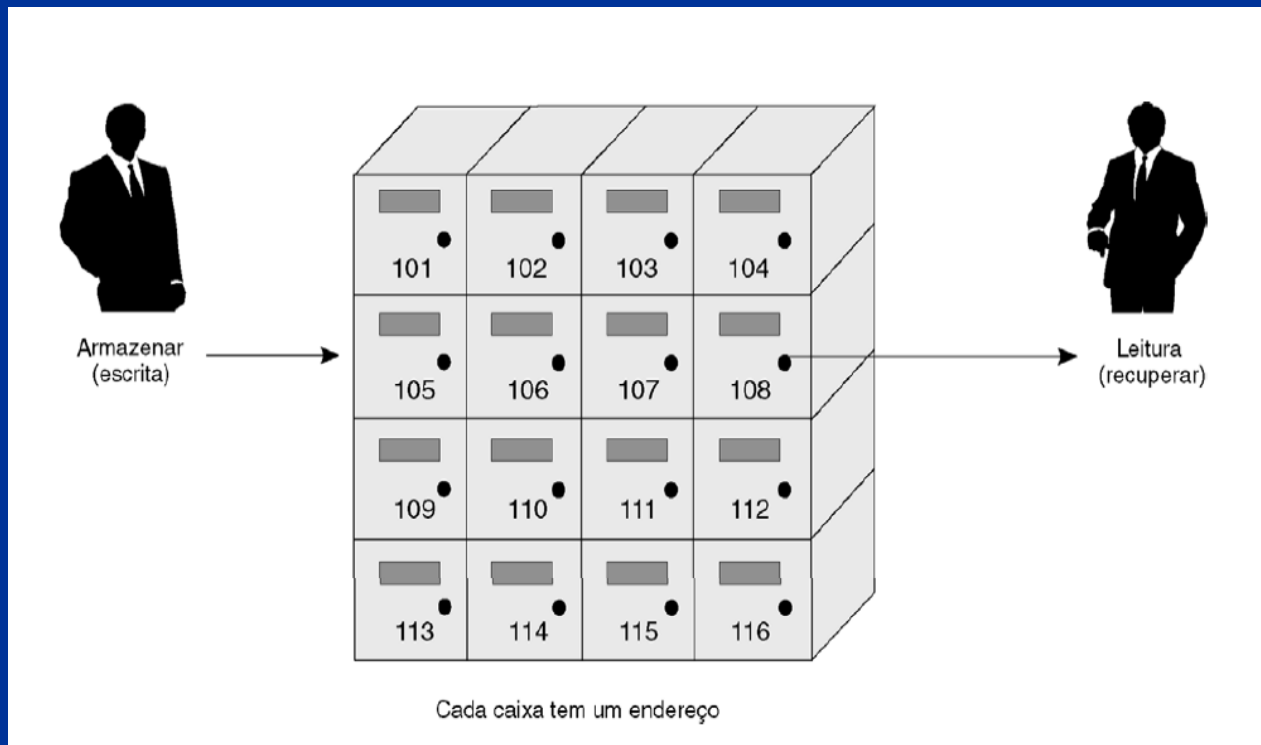 101 102 103 104
Armazenar
(escrita)
105 106 107 108
Leitura
(recuperar)
109 110 111 112
113 114 115 116
Cada caixa tem um endereço